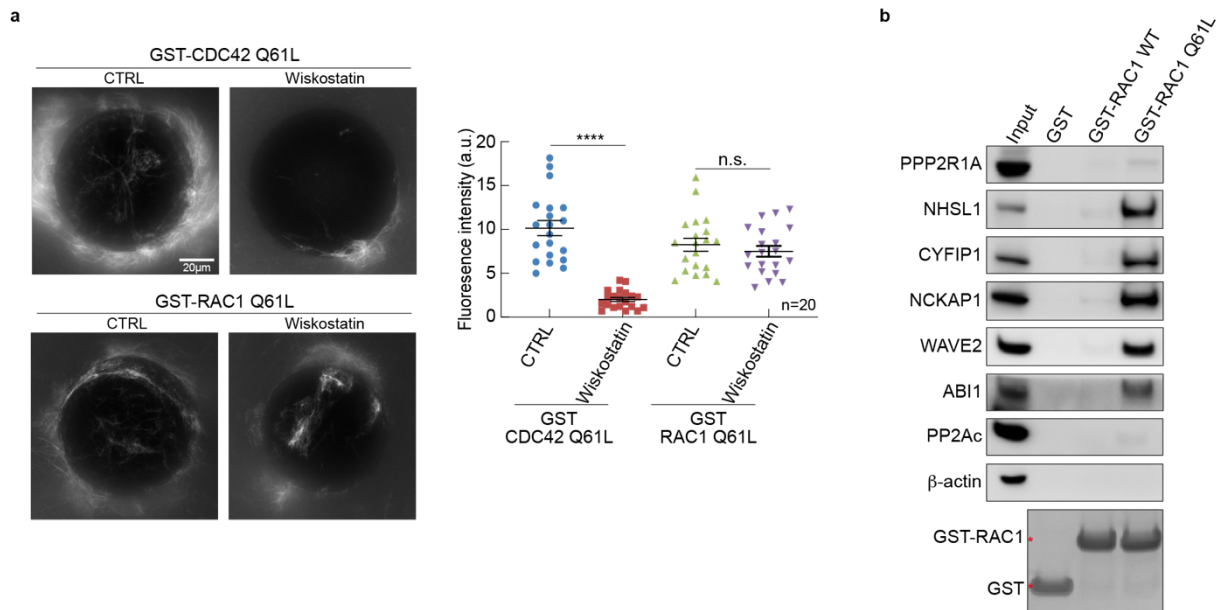 a
GST-CDC42 Q61L
CTRL
Wiskostatin
20μm
GST-RAC1 Q61L
CTRL
Wiskostatin
Fluoresence intensity (a.u.)
20
15
10
5
0
****
n.s.
n=20
CTRL
Wiskostatin
CTRL
Wiskostatin
GST
CDC42 Q61L
GST
RAC1 Q61L
b
Input
GST
GST-RAC1 WT
GST-RAC1 Q61L
PPP2R1A
NHSL1
CYFIP1
NCKAP1
WAVE2
ABI1
PP2Ac
β-actin
GST-RAC1 *
GST *